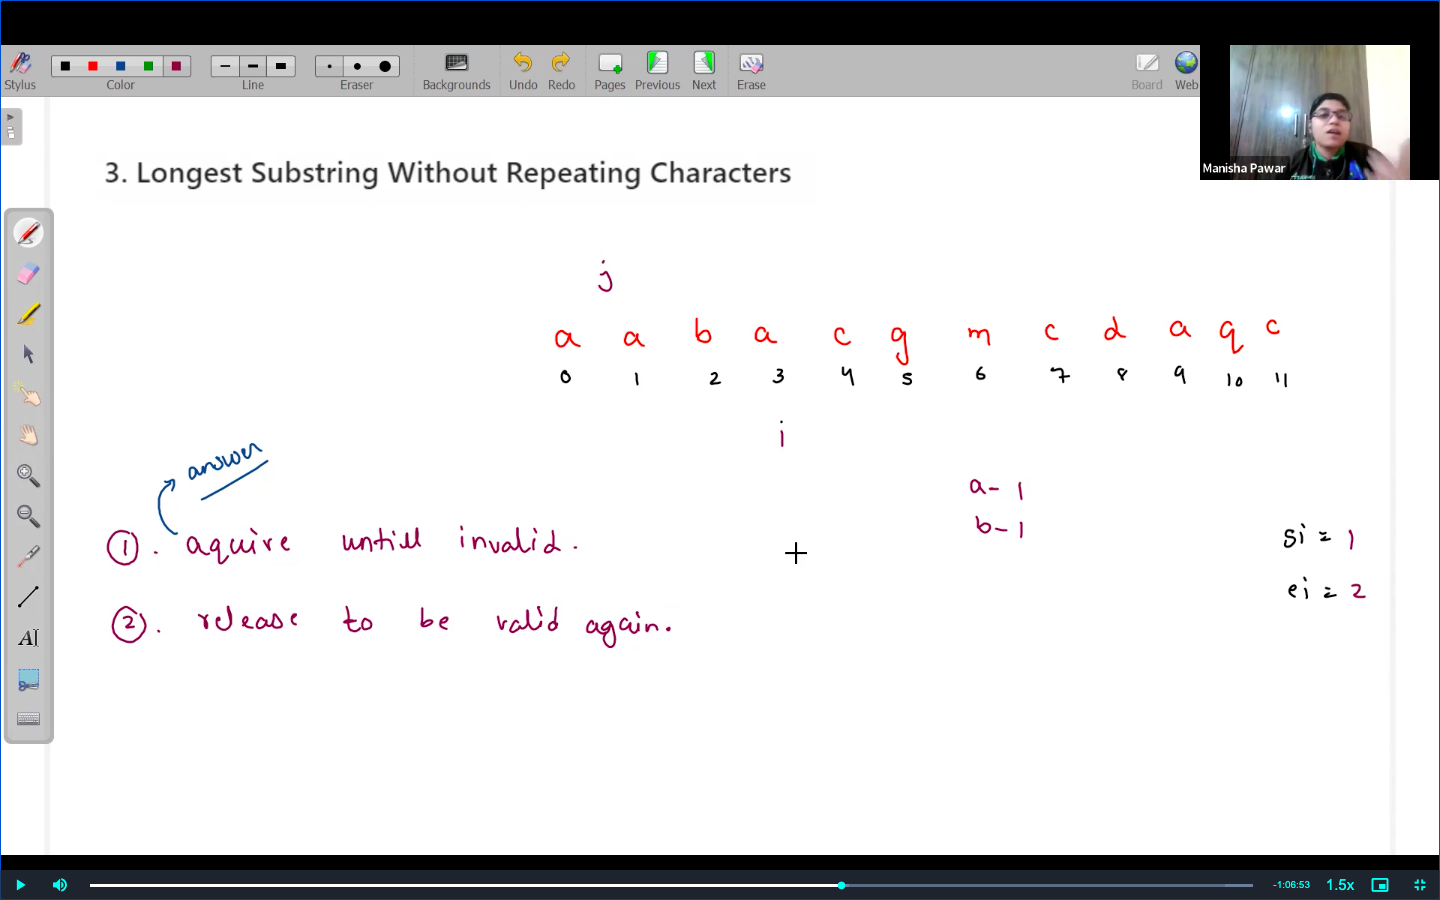 Stylus Color Line Eraser Backgrounds Undo Redo Pages Previous Next Erase Board Web
Manisha Pawar
3. Longest Substring Without Repeating Characters
j
a a b a c g m c d a q c
0 1 2 3 4 5 6 7 8 9 10 11
i
answer
a - 1
b - 1
si = 1
ei = 2
① . aquire untill invalid.
② . release to be valid again.
AI
-1:06:53 1.5x